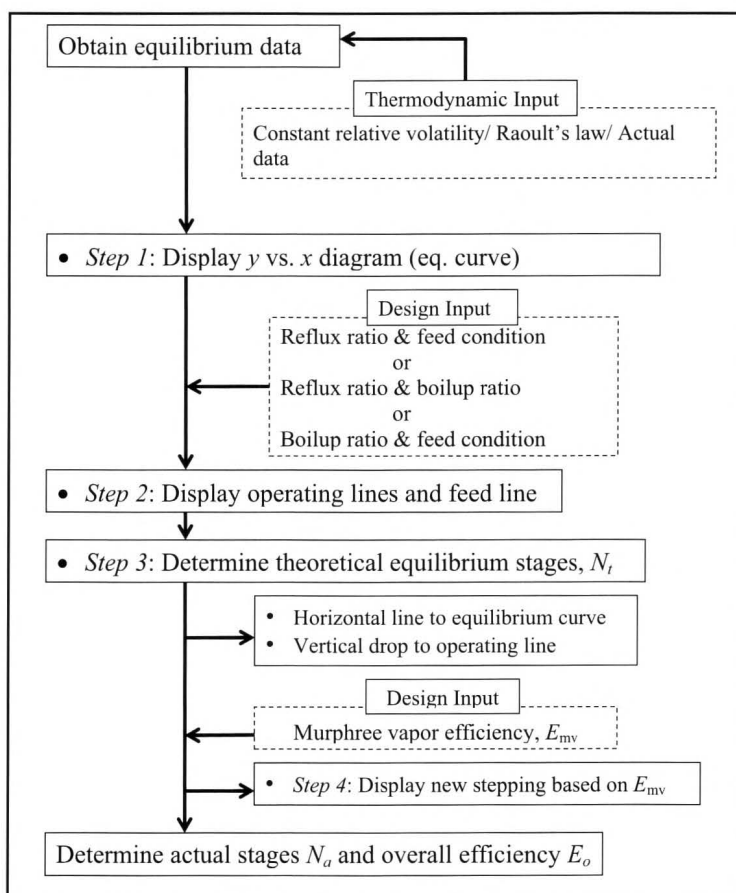 Obtain equilibrium data
Thermodynamic Input
Constant relative volatility/ Raoult's law/ Actual
data
• Step 1: Display y vs. x diagram (eq. curve)
Design Input
Reflux ratio & feed condition
or
Reflux ratio & boilup ratio
or
Boilup ratio & feed condition
• Step 2: Display operating lines and feed line
• Step 3: Determine theoretical equilibrium stages, Nt
• Horizontal line to equilibrium curve
• Vertical drop to operating line
Design Input
Murphree vapor efficiency, Emv
• Step 4: Display new stepping based on Emv
Determine actual stages Na and overall efficiency Eo